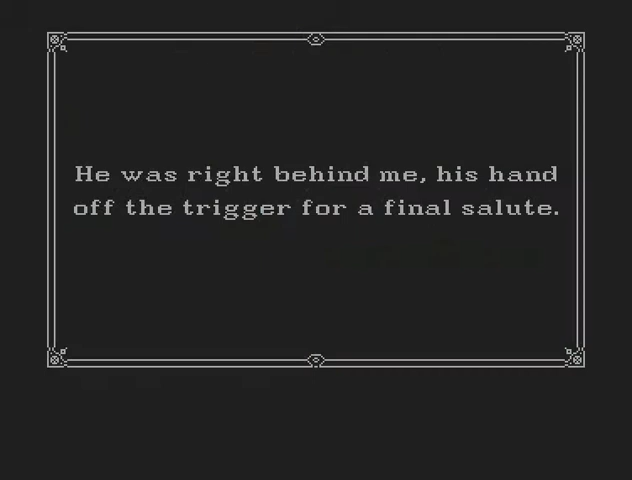 He was right behind me, his hand
off the trigger for a final salute.